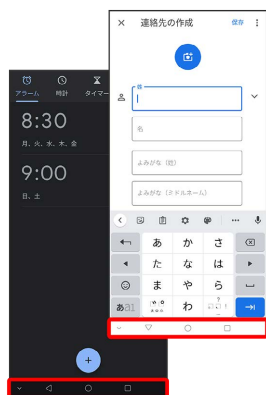 連絡先の作成
保存
姓
名
よみがな（姓）
よみがな（ミドルネーム）
あ か さ
た な は
ま や ら
あa1 わ
アラーム 時計 タイマー
8:30
月、火、水、木、金
9:00
日、土